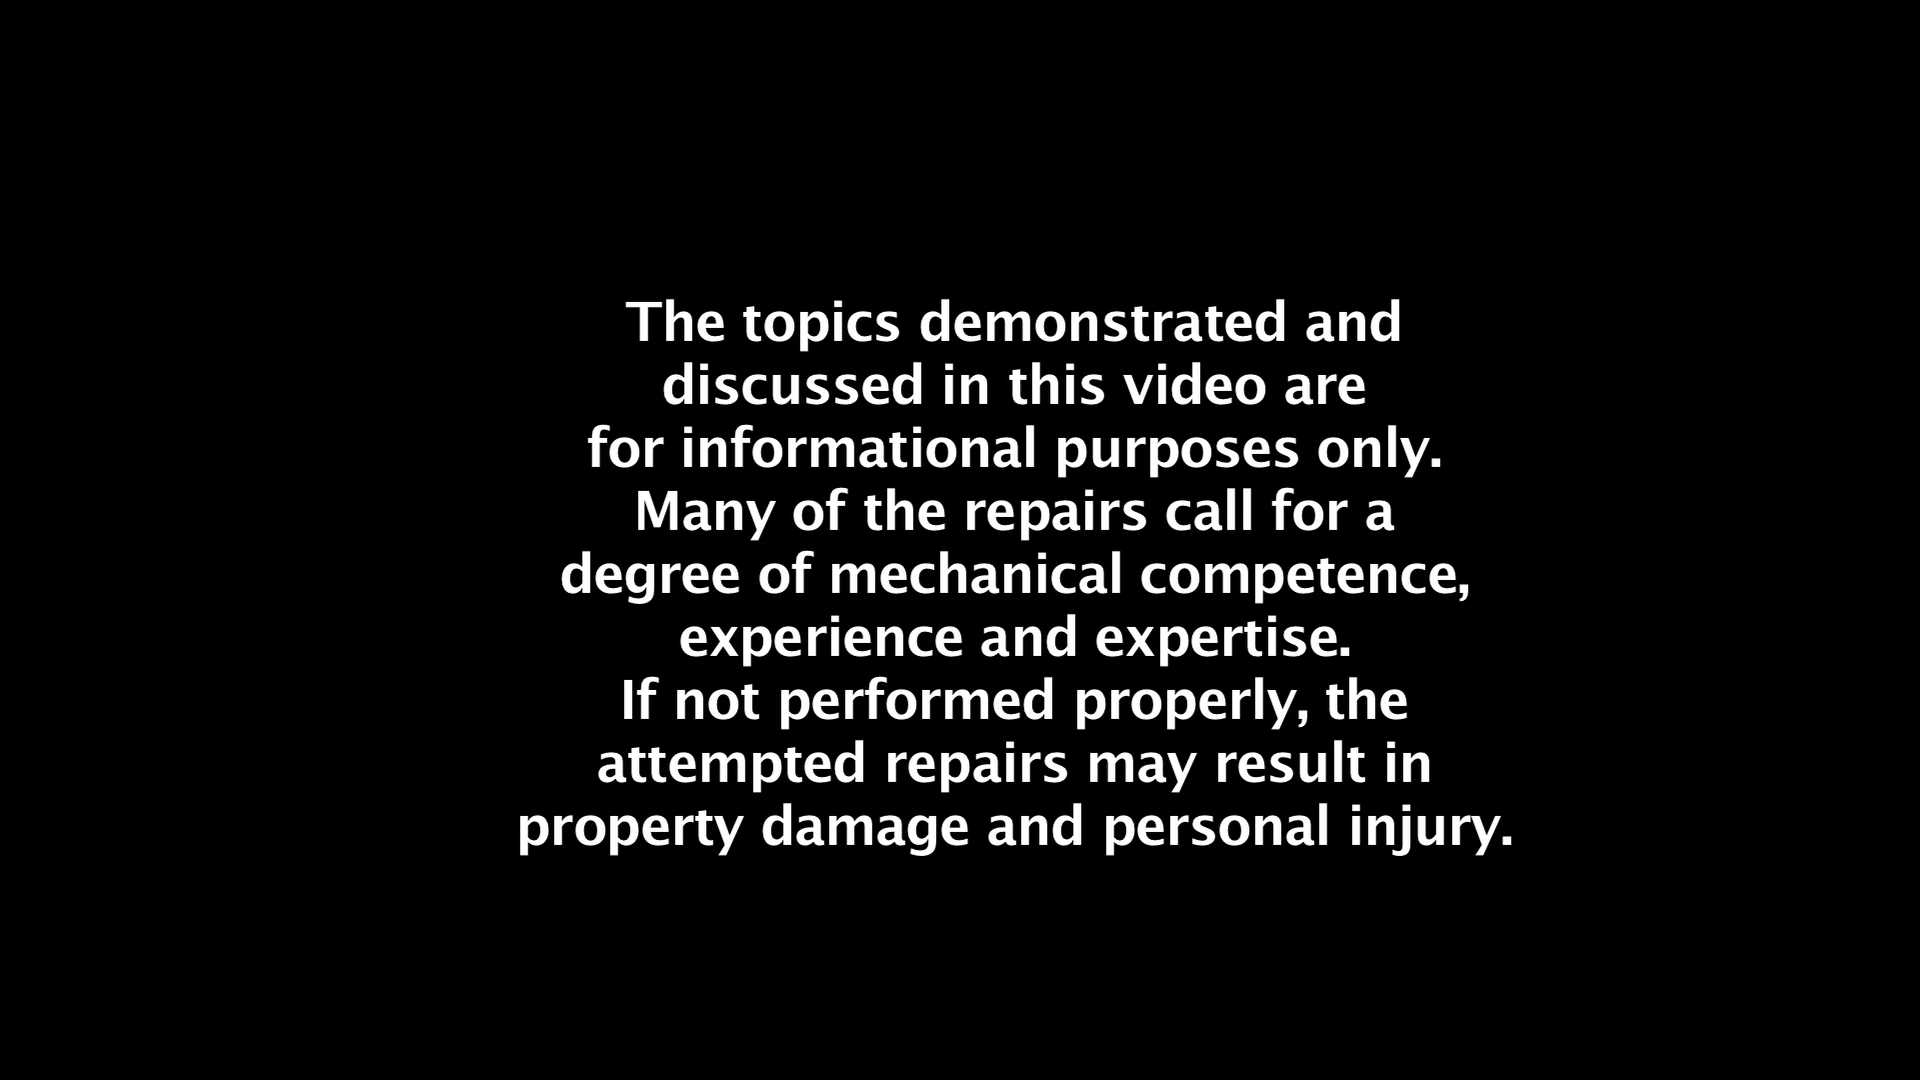 The topics demonstrated and
discussed in this video are
for informational purposes only.
Many of the repairs call for a
degree of mechanical competence,
experience and expertise.
If not performed properly, the
attempted repairs may result in
property damage and personal injury.